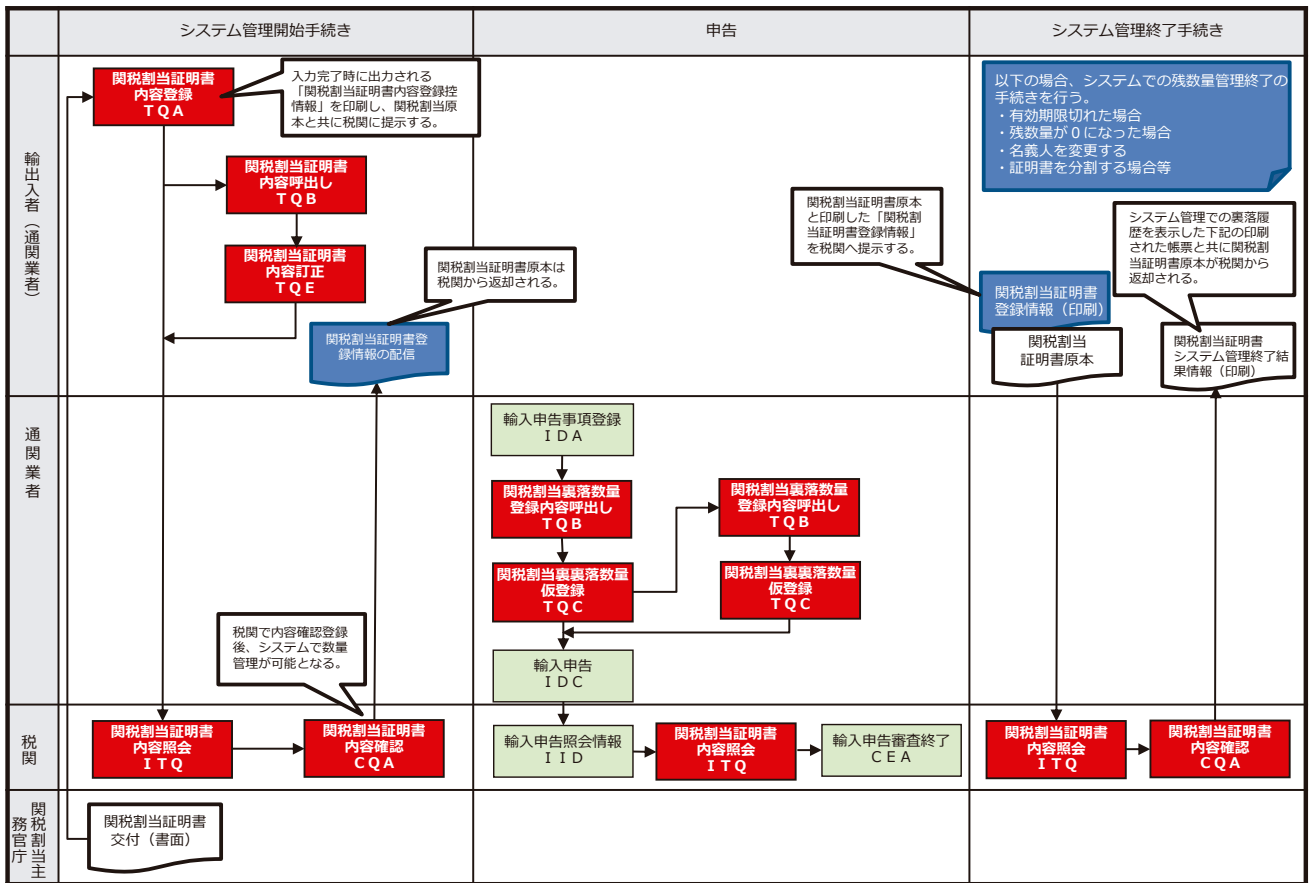 システム管理開始手続き
申告
システム管理終了手続き
輸出入者（通関業者）
関税割当証明書
内容登録
ＴＱＡ
入力完了時に出力される
「関税割当証明書内容登録控
情報」を印刷し、関税割当原
本と共に税関に提示する。
関税割当証明書
内容呼出し
ＴＱＢ
関税割当証明書
内容訂正
ＴＱＥ
関税割当証明書原本は
税関から返却される。
関税割当証明書登
録情報の配信
以下の場合、システムでの残数量管理終了の
手続きを行う。
・有効期限切れた場合
・残数量が０になった場合
・名義人を変更する
・証明書を分割する場合等
関税割当証明書原本
と印刷した「関税割
当証明書登録情報」
を税関へ提示する。
システム管理での裏落履
歴を表示した下記の印刷
された帳票と共に関税割
当証明書原本が税関から
返却される。
関税割当証明書
登録情報（印刷）
関税割当
証明書原本
関税割当証明書
システム管理終了結
果情報（印刷）
通関業者
輸入申告事項登録
ＩＤＡ
関税割当裏落数量
登録内容呼出し
ＴＱＢ
関税割当裏裏落数量
仮登録
ＴＱＣ
関税割当裏落数量
登録内容呼出し
ＴＱＢ
関税割当裏裏落数量
仮登録
ＴＱＣ
輸入申告
ＩＤＣ
税関で内容確認登録
後、システムで数量
管理が可能となる。
税関
関税割当証明書
内容照会
ＩＴＱ
関税割当証明書
内容確認
ＣＱＡ
輸入申告照会情報
ＩＩＤ
関税割当証明書
内容照会
ＩＴＱ
輸入申告審査終了
ＣＥＡ
関税割当証明書
内容照会
ＩＴＱ
関税割当証明書
内容確認
ＣＱＡ
関税割当主
務官庁
関税割当証明書
交付（書面）